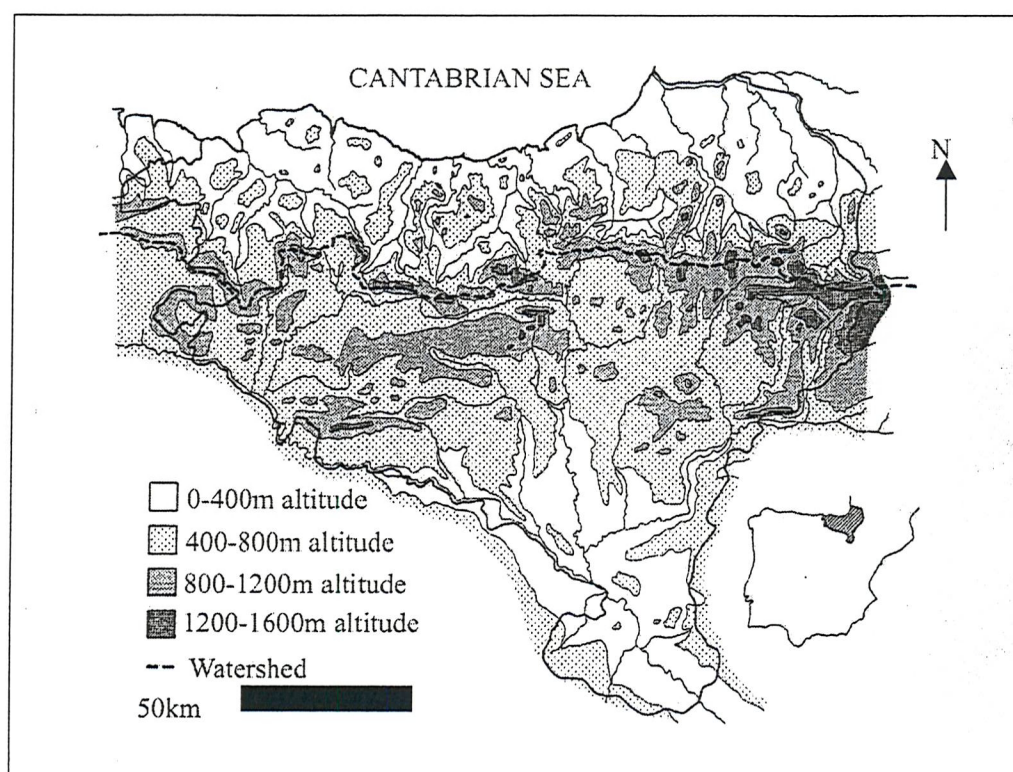 CANTABRIAN SEA
N
0-400m altitude
400-800m altitude
800-1200m altitude
1200-1600m altitude
Watershed
50km